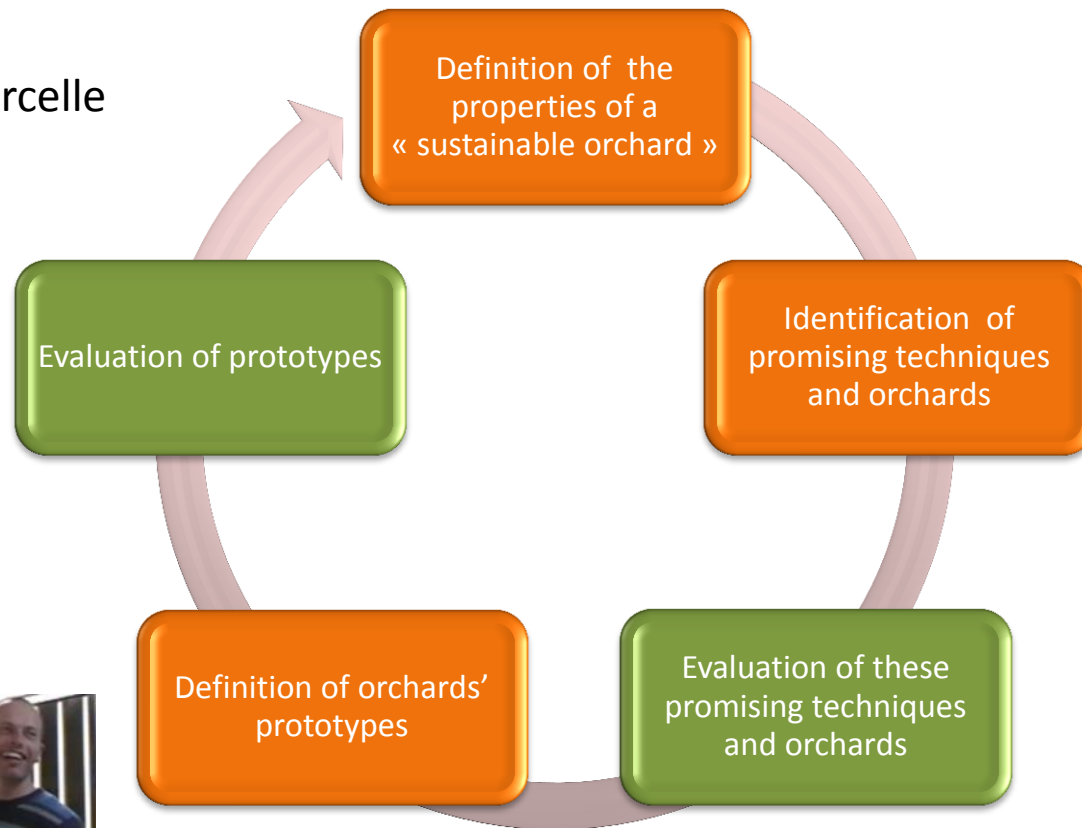 rcelle
Definition of the
properties of a
« sustainable orchard »
Identification of
promising techniques
and orchards
Evaluation of these
promising techniques
and orchards
Definition of orchards’
prototypes
Evaluation of prototypes